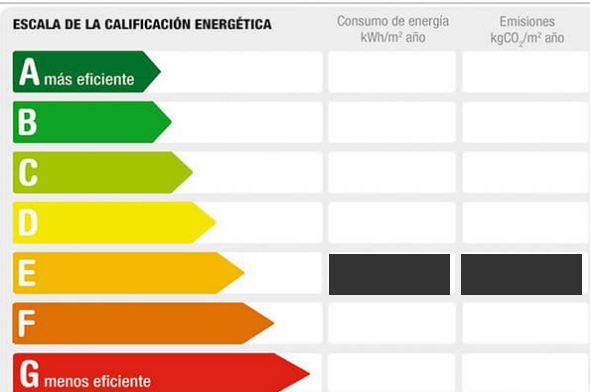 ESCALA DE LA CALIFICACIÓN ENERGÉTICA
Consumo de energía
kWh/m² año
Emisiones
kgCO₂/m² año
A más eficiente
B
C
D
E
F
G menos eficiente